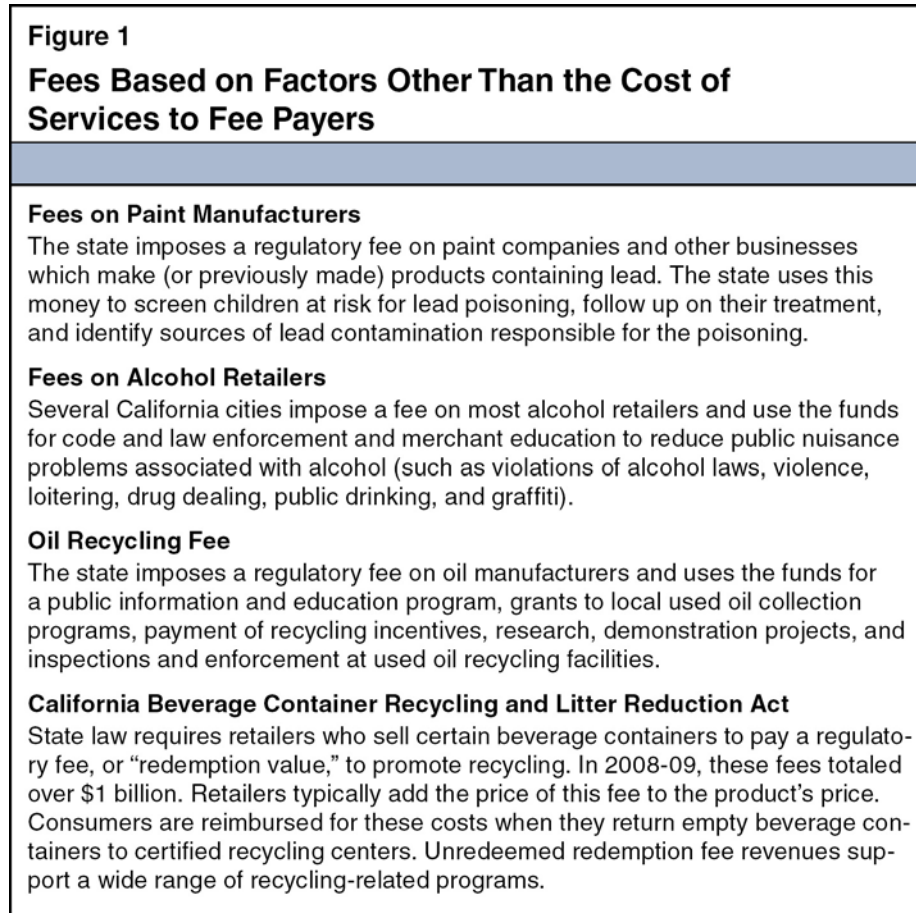 Figure 1
Fees Based on Factors Other Than the Cost of
Services to Fee Payers
Fees on Paint Manufacturers
The state imposes a regulatory fee on paint companies and other businesses
which make (or previously made) products containing lead. The state uses this
money to screen children at risk for lead poisoning, follow up on their treatment,
and identify sources of lead contamination responsible for the poisoning.
Fees on Alcohol Retailers
Several California cities impose a fee on most alcohol retailers and use the funds
for code and law enforcement and merchant education to reduce public nuisance
problems associated with alcohol (such as violations of alcohol laws, violence,
loitering, drug dealing, public drinking, and graffiti).
Oil Recycling Fee
The state imposes a regulatory fee on oil manufacturers and uses the funds for
a public information and education program, grants to local used oil collection
programs, payment of recycling incentives, research, demonstration projects, and
inspections and enforcement at used oil recycling facilities.
California Beverage Container Recycling and Litter Reduction Act
State law requires retailers who sell certain beverage containers to pay a regulato-
ry fee, or “redemption value,” to promote recycling. In 2008-09, these fees totaled
over $1 billion. Retailers typically add the price of this fee to the product’s price.
Consumers are reimbursed for these costs when they return empty beverage con-
tainers to certified recycling centers. Unredeemed redemption fee revenues sup-
port a wide range of recycling-related programs.